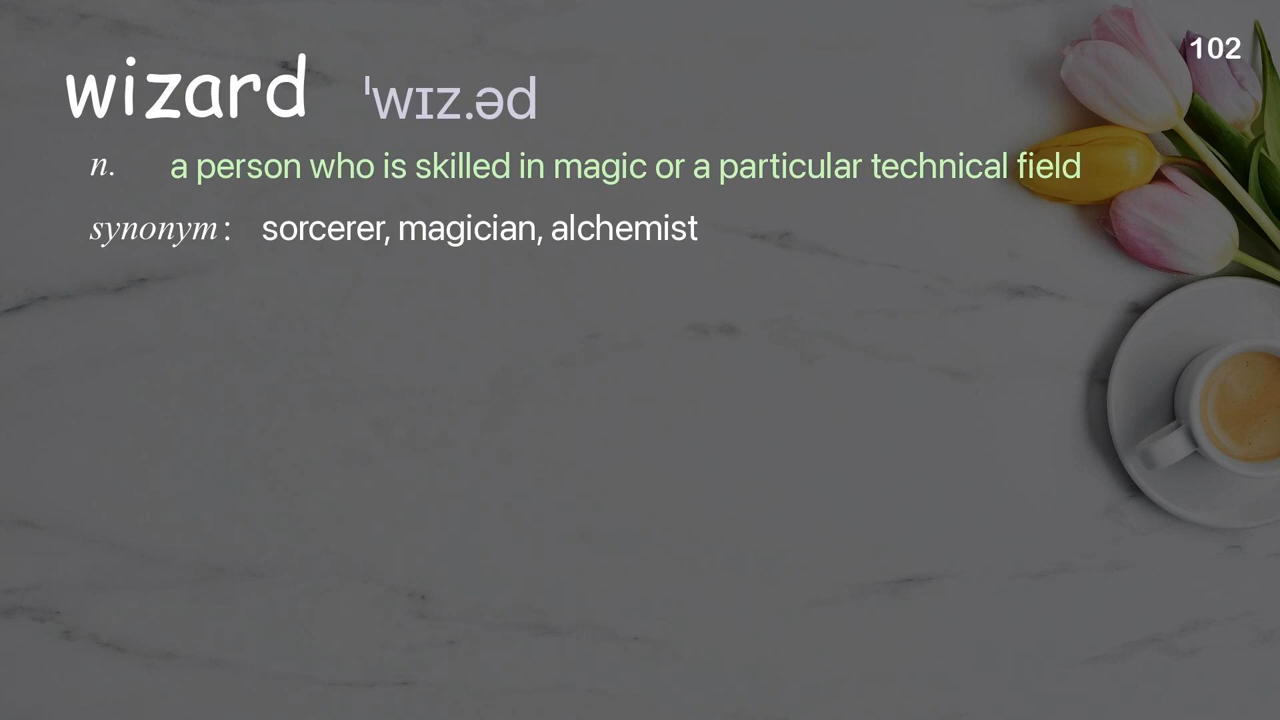 102
wizard ˈwɪz.əd
n. a person who is skilled in magic or a particular technical field
synonym : sorcerer, magician, alchemist